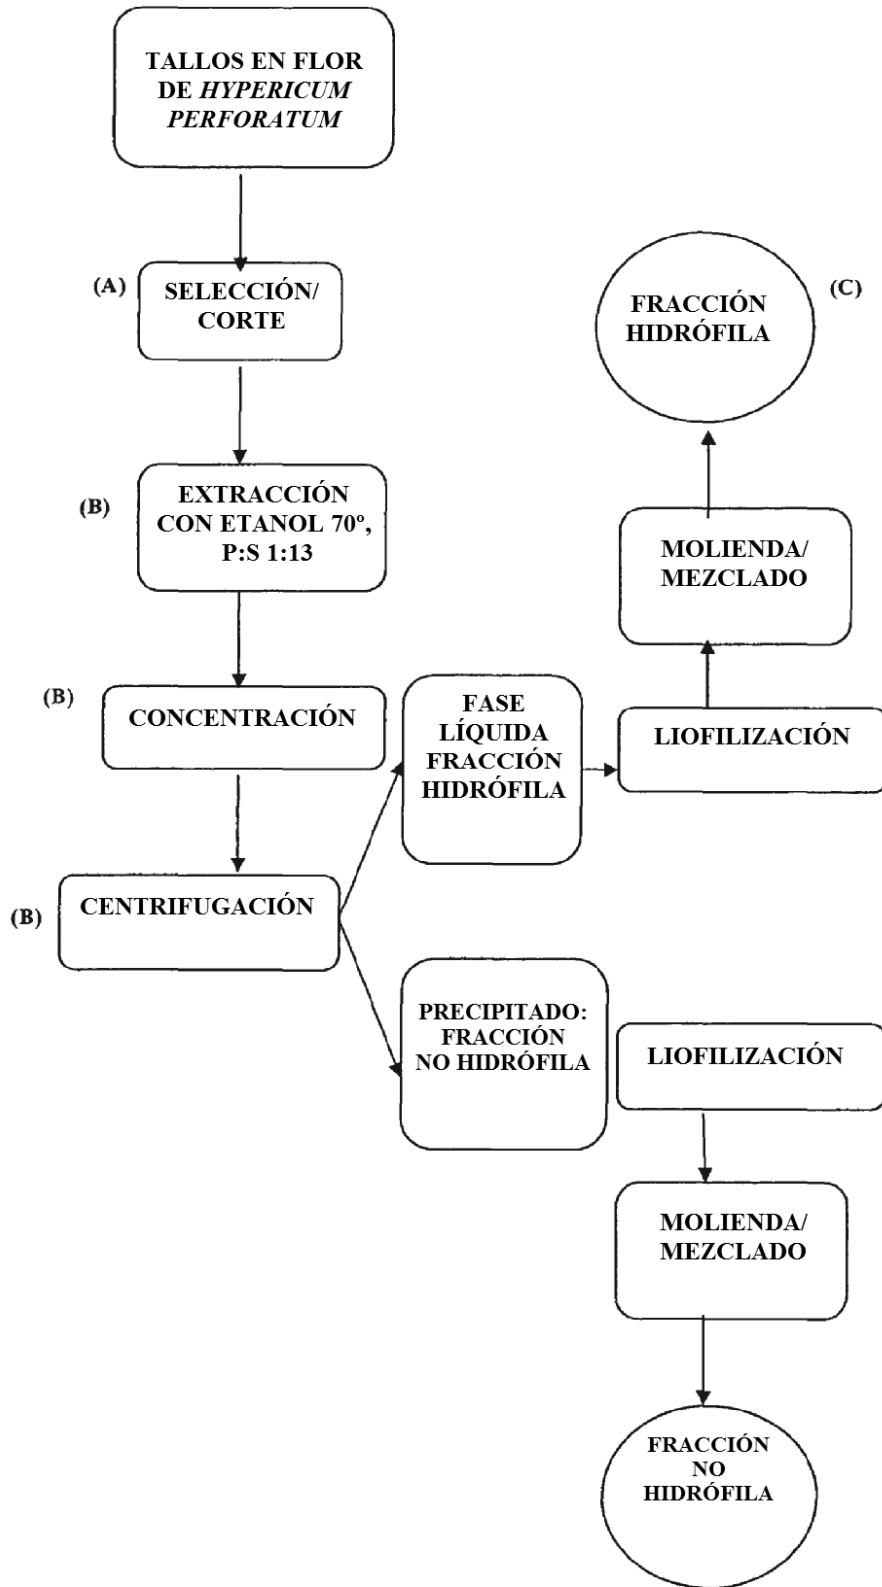 TALLOS EN FLOR
DE HYPERICUM
PERFORATUM
(A)
SELECCIÓN/
CORTE
(B)
EXTRACCIÓN
CON ETANOL 70º,
P:S 1:13
(B)
CONCENTRACIÓN
(B)
CENTRIFUGACIÓN
FASE
LÍQUIDA
FRACCIÓN
HIDRÓFILA
LIOFILIZACIÓN
MOLIENDA/
MEZCLADO
FRACCIÓN
HIDRÓFILA
(C)
PRECIPITADO:
FRACCIÓN
NO HIDRÓFILA
LIOFILIZACIÓN
MOLIENDA/
MEZCLADO
FRACCIÓN
NO
HIDRÓFILA